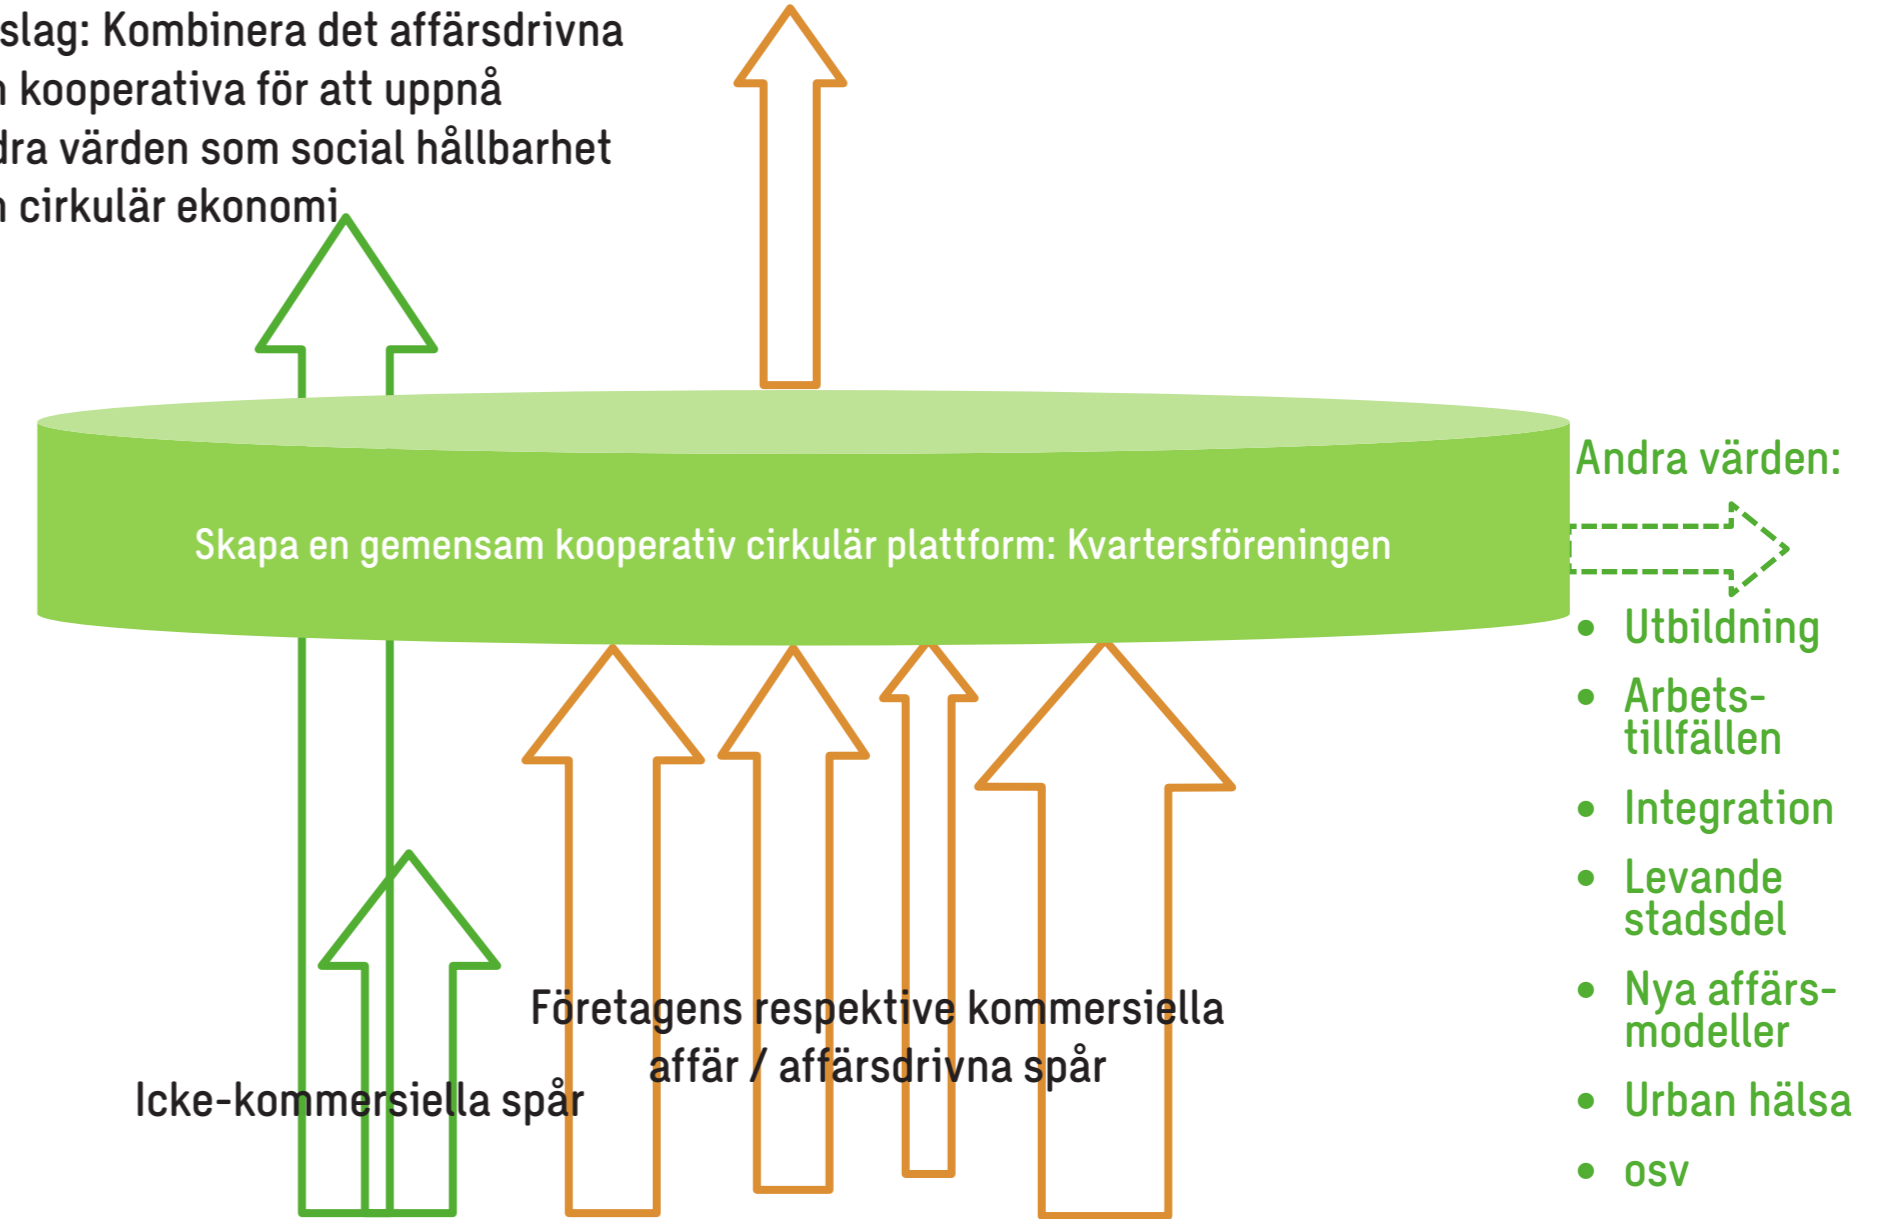 slag: Kombinera det affärsdrivna
kooperativa för att uppnå
värden som social hållbarhet
cirkulär ekonomi
Skapa en gemensam kooperativ cirkulär plattform: Kvartersföreningen
Andra värden:
• Utbildning
• Arbets-
tillfällen
• Integration
• Levande
stadsdel
• Nya affärs-
modeller
• Urban hälsa
• osv
Företagens respektive kommersiella
affär / affärsdrivna spår
Icke-kommersiella spår